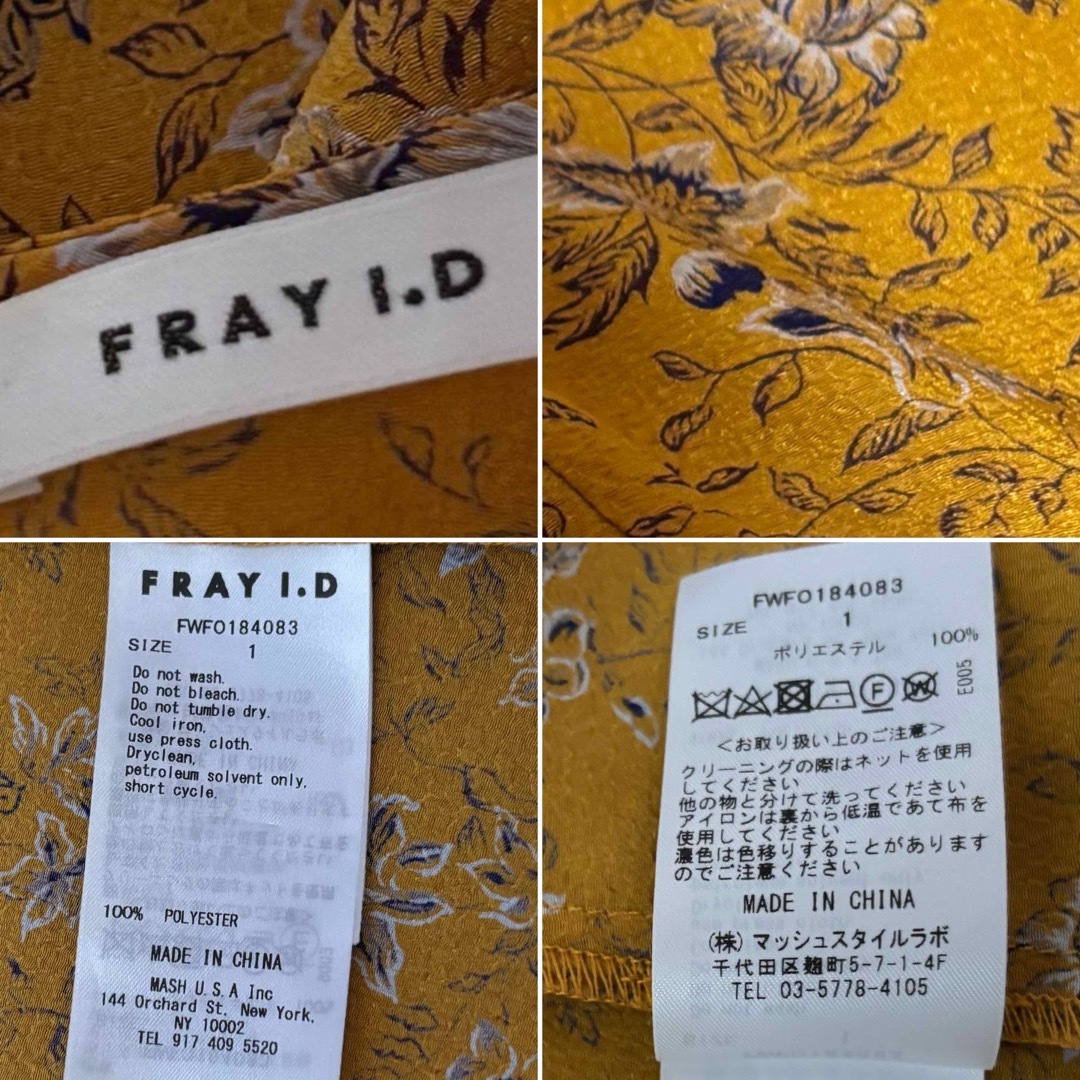 FRAY I.D
FRAY I.D
FWFO184083
SIZE 1
Do not wash.
Do not bleach.
Do not tumble dry.
Cool iron,
use press cloth.
Dryclean,
petroleum solvent only,
short cycle.
100% POLYESTER
MADE IN CHINA
MASH U.S.A Inc
144 Orchard St. New York,
NY 10002
TEL 917 409 5520
FWFO184083
SIZE 1
ポリエステル 100%
F W
E005
<お取り扱い上のご注意>
クリーニングの際はネットを使用
してください
他の物と分けて洗ってください
アイロンは裏から低温であて布を
使用してください
濃色は色移りすることがあります
のでご注意ください
MADE IN CHINA
(株)マッシュスタイルラボ
千代田区麹町5-7-1-4F
TEL 03-5778-4105